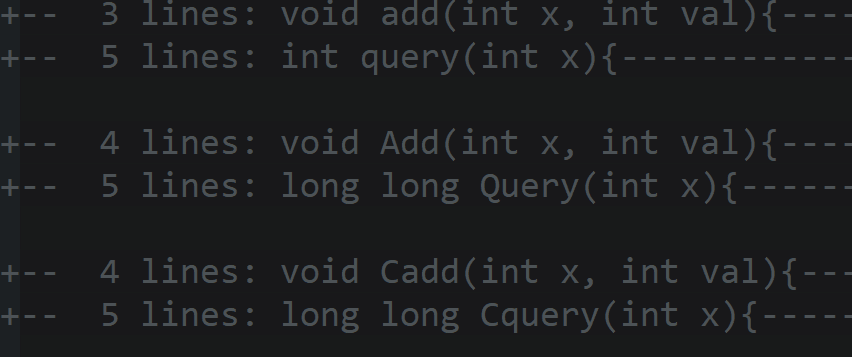 +--  3 lines: void add(int x, int val){----
+--  5 lines: int query(int x){------------
+--  4 lines: void Add(int x, int val){----
+--  5 lines: long long Query(int x){------
+--  4 lines: void Cadd(int x, int val){---
+--  5 lines: long long Cquery(int x){-----